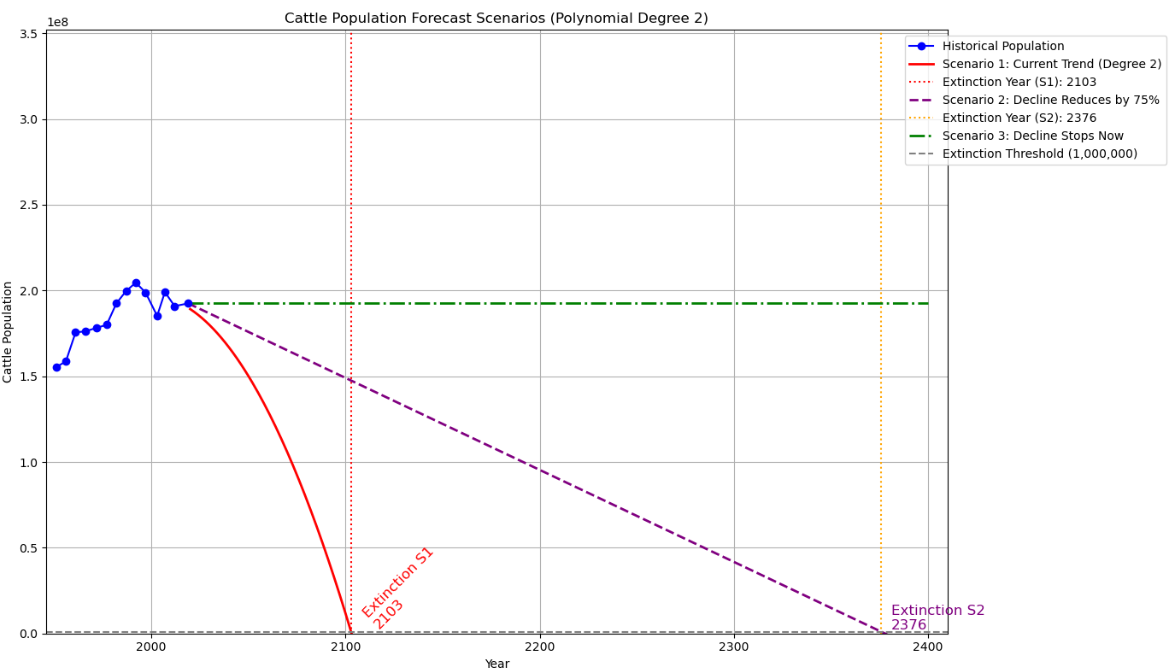 Cattle Population Forecast Scenarios (Polynomial Degree 2)
1e8
3.5
3.0
2.5
2.0
1.5
1.0
0.5
0.0
Cattle Population
Historical Population
Scenario 1: Current Trend (Degree 2)
Extinction Year (S1): 2103
Scenario 2: Decline Reduces by 75%
Extinction Year (S2): 2376
Scenario 3: Decline Stops Now
Extinction Threshold (1,000,000)
Extinction S1
2103
Extinction S2
2376
2000
2100
2200
2300
2400
Year